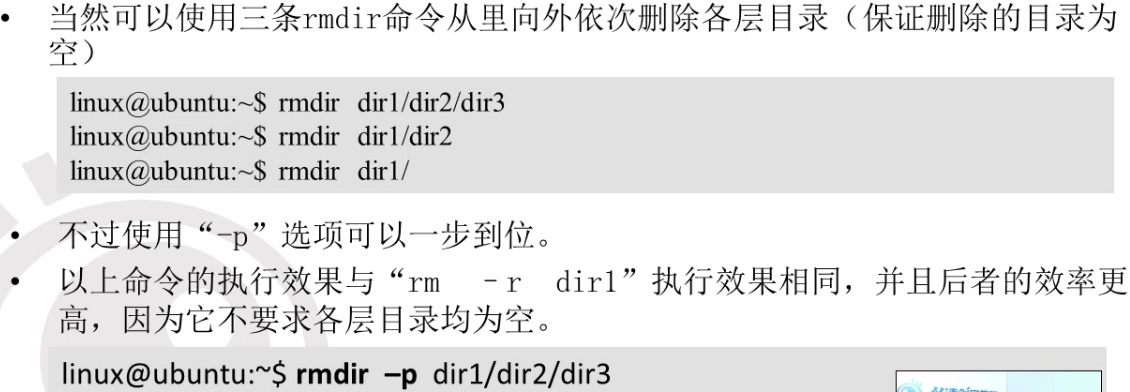 • 当然可以使用三条rmdir命令从里向外依次删除各层目录（保证删除的目录为
空）
linux@ubuntu:~$ rmdir dir1/dir2/dir3
linux@ubuntu:~$ rmdir dir1/dir2
linux@ubuntu:~$ rmdir dir1/
• 不过使用“-p”选项可以一步到位。
• 以上命令的执行效果与“rm －r dir1”执行效果相同，并且后者的效率更
高，因为它不要求各层目录均为空。
linux@ubuntu:~$ rmdir –p dir1/dir2/dir3